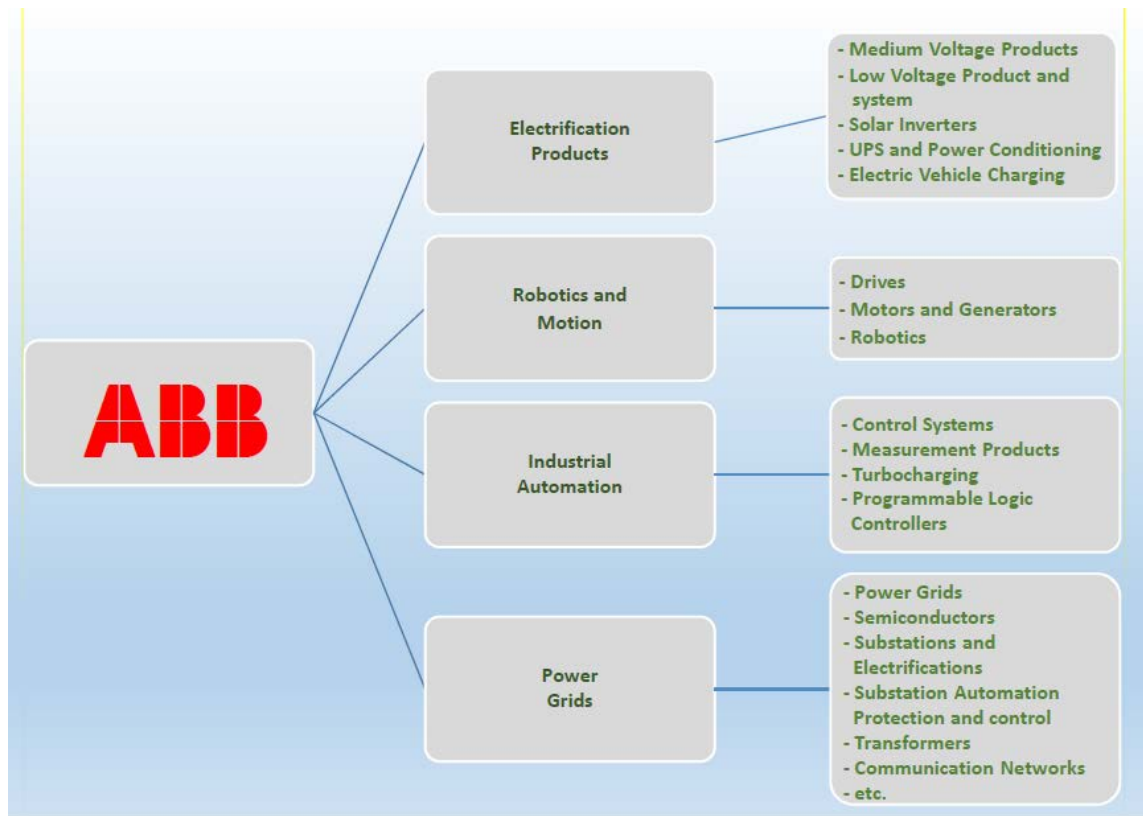 ABB
Electrification
Products
- Medium Voltage Products
- Low Voltage Product and
system
- Solar Inverters
- UPS and Power Conditioning
- Electric Vehicle Charging
Robotics and
Motion
- Drives
- Motors and Generators
- Robotics
Industrial
Automation
- Control Systems
- Measurement Products
- Turbocharging
- Programmable Logic
Controllers
Power
Grids
- Power Grids
- Semiconductors
- Substations and
Electrifications
- Substation Automation
Protection and control
- Transformers
- Communication Networks
- etc.